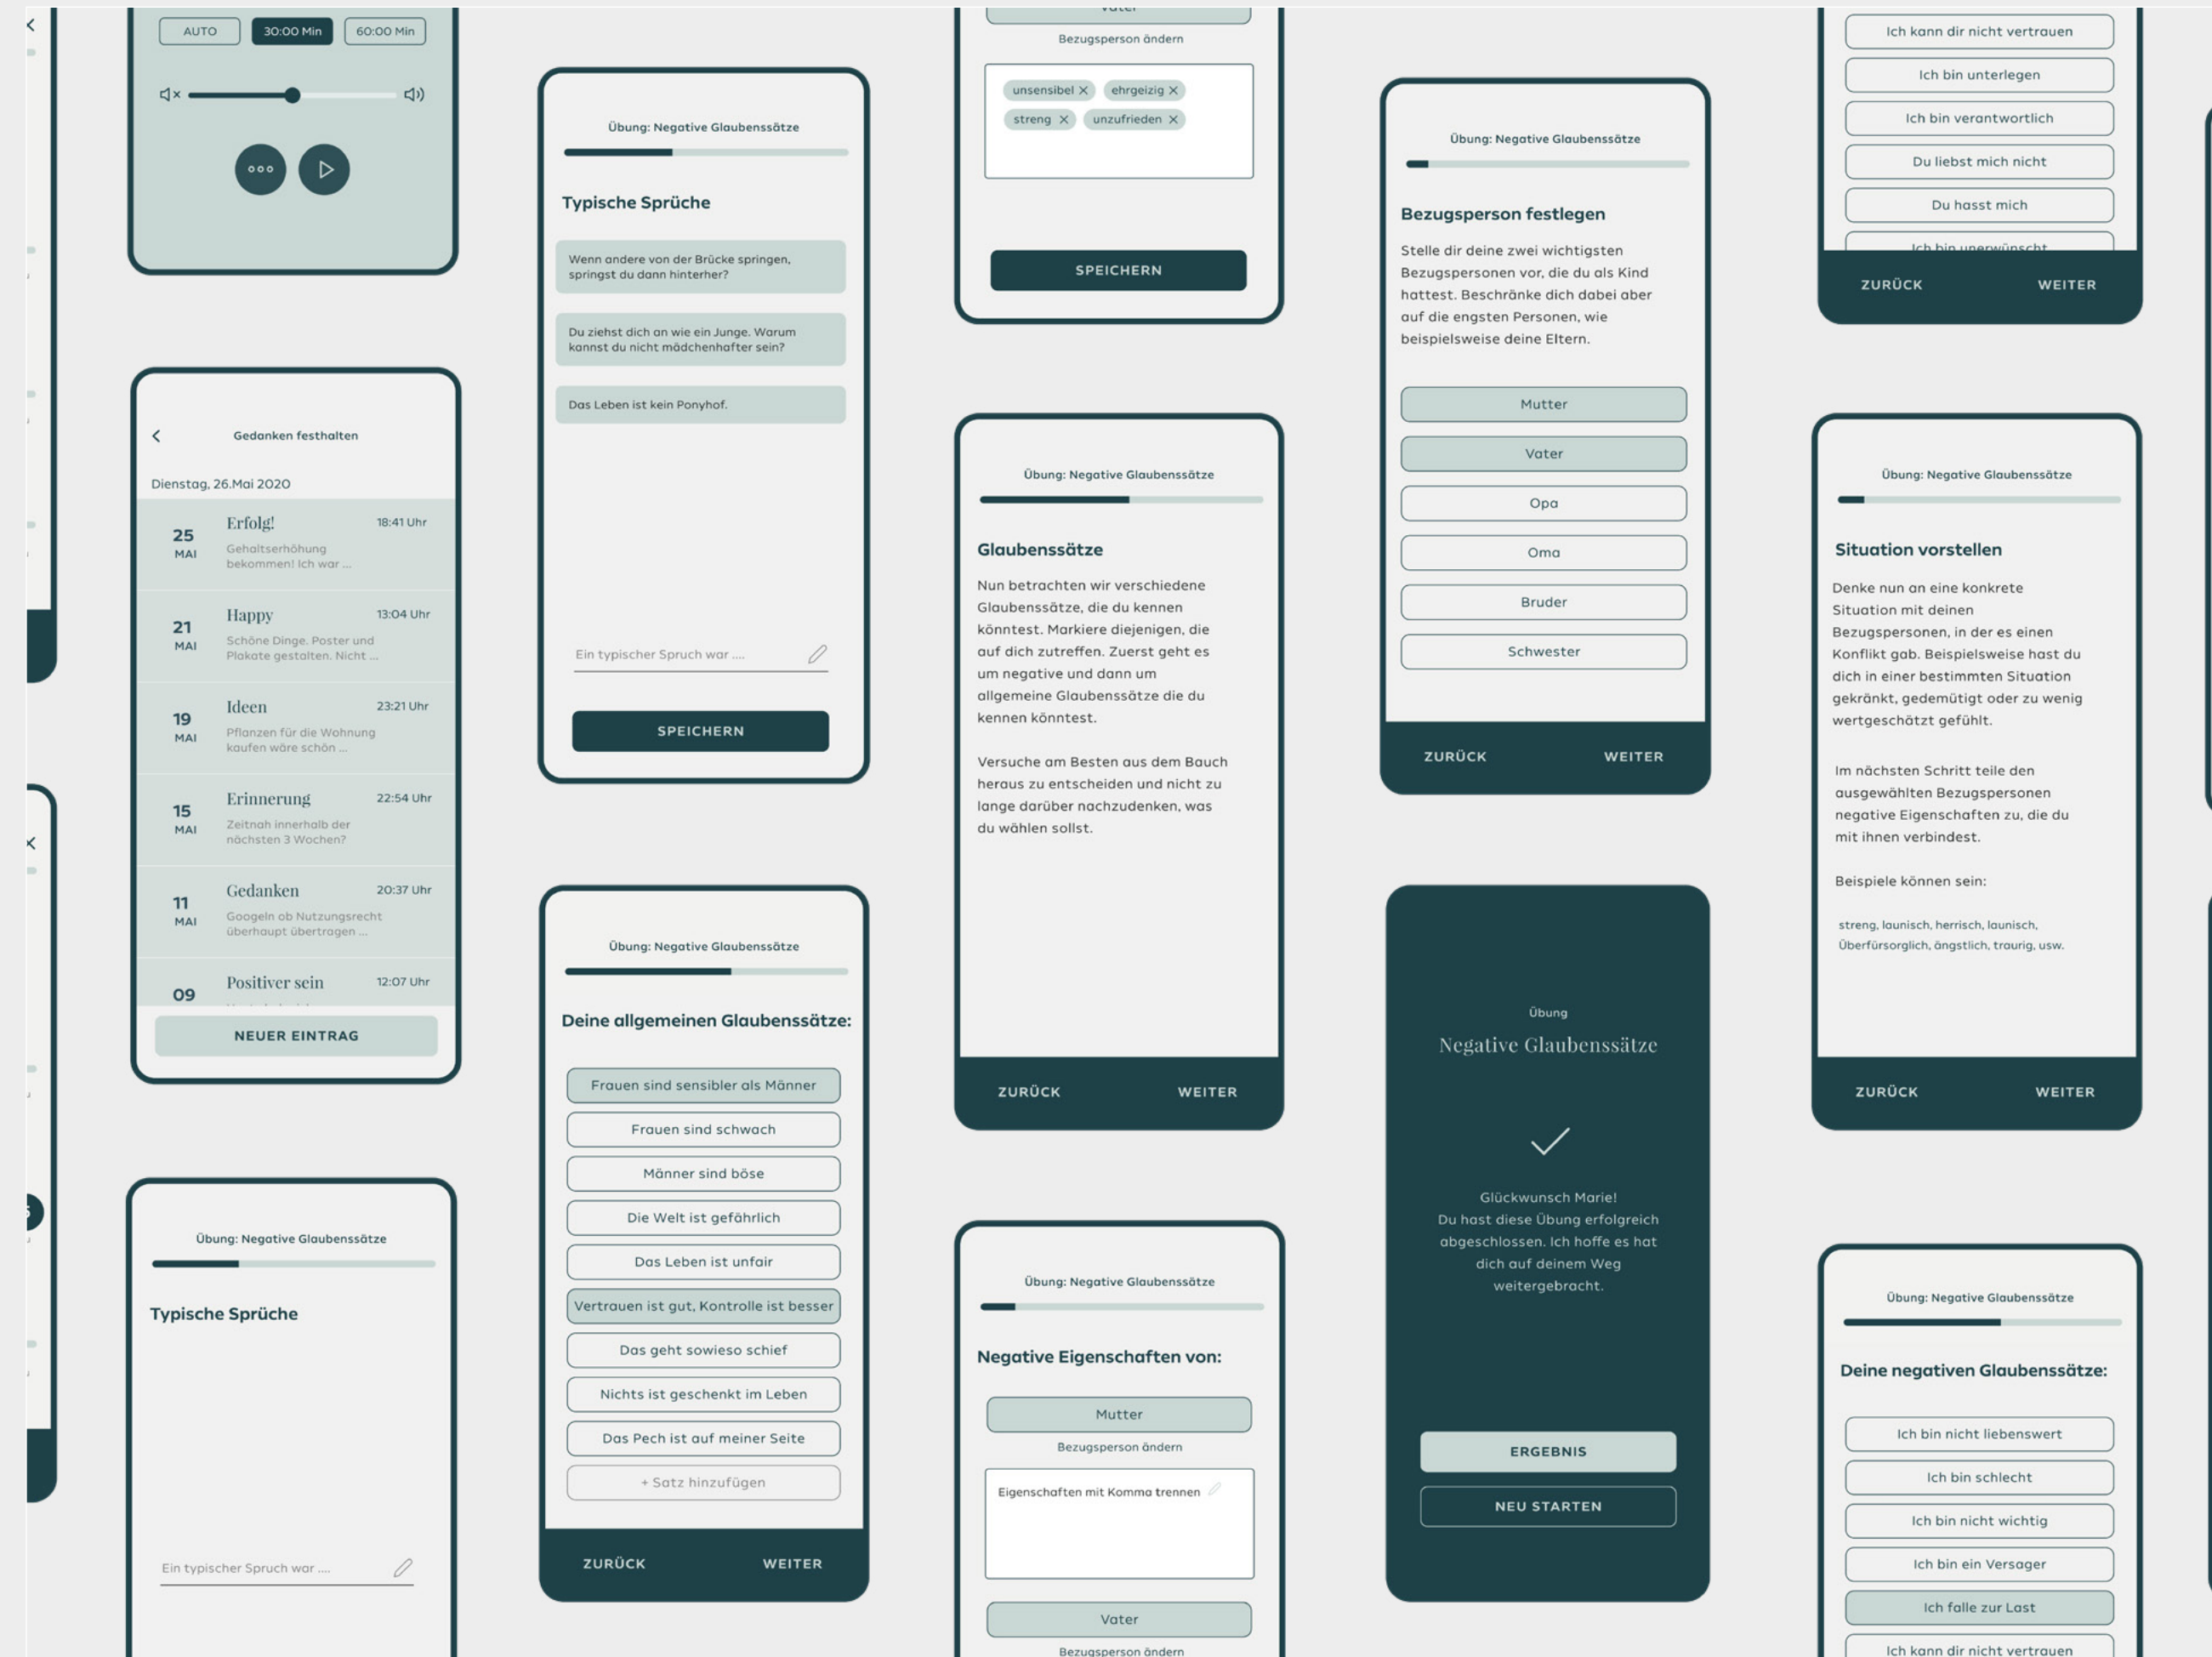 AUTO
30:00 Min
60:00 Min
Gedanken festhalten
Dienstag, 26.Mai 2020
25
MAI
Erfolg!
18:41 Uhr
Gehaltserhöhung
bekommen! Ich war ...
21
MAI
Happy
13:04 Uhr
Schöne Dinge. Poster und
Plakate gestalten. Nicht ...
19
MAI
Ideen
23:21 Uhr
Pflanzen für die Wohnung
kaufen wäre schön ...
15
MAI
Erinnerung
22:54 Uhr
Zeitnah innerhalb der
nächsten 3 Wochen?
11
MAI
Gedanken
20:37 Uhr
Googeln ob Nutzungsrecht
überhaupt übertragen ...
09
Positiver sein
12:07 Uhr
NEUER EINTRAG
Übung: Negative Glaubenssätze
Typische Sprüche
Ein typischer Spruch war ....
Übung: Negative Glaubenssätze
Typische Sprüche
Wenn andere von der Brücke springen,
springst du dann hinterher?
Du ziehst dich an wie ein Junge. Warum
kannst du nicht mädchenhafter sein?
Das Leben ist kein Ponyhof.
Ein typischer Spruch war ....
SPEICHERN
Übung: Negative Glaubenssätze
Deine allgemeinen Glaubenssätze:
Frauen sind sensibler als Männer
Frauen sind schwach
Männer sind böse
Die Welt ist gefährlich
Das Leben ist unfair
Vertrauen ist gut, Kontrolle ist besser
Das geht sowieso schief
Nichts ist geschenkt im Leben
Das Pech ist auf meiner Seite
+ Satz hinzufügen
ZURÜCK
WEITER
Vater
Bezugsperson ändern
unsensibel
ehrgeizig
streng
unzufrieden
SPEICHERN
Übung: Negative Glaubenssätze
Glaubenssätze
Nun betrachten wir verschiedene
Glaubenssätze, die du kennen
könntest. Markiere diejenigen, die
auf dich zutreffen. Zuerst geht es
um negative und dann um
allgemeine Glaubenssätze die du
kennen könntest.
Versuche am Besten aus dem Bauch
heraus zu entscheiden und nicht zu
lange darüber nachzudenken, was
du wählen sollst.
ZURÜCK
WEITER
Übung: Negative Glaubenssätze
Negative Eigenschaften von:
Mutter
Bezugsperson ändern
Eigenschaften mit Komma trennen
Vater
Bezugsperson ändern
Übung: Negative Glaubenssätze
Bezugsperson festlegen
Stelle dir deine zwei wichtigsten
Bezugspersonen vor, die du als Kind
hattest. Beschränke dich dabei aber
auf die engsten Personen, wie
beispielsweise deine Eltern.
Mutter
Vater
Opa
Oma
Bruder
Schwester
ZURÜCK
WEITER
Übung
Negative Glaubenssätze
Glückwunsch Marie!
Du hast diese Übung erfolgreich
abgeschlossen. Ich hoffe es hat
dich auf deinem Weg
weitergebracht.
ERGEBNIS
NEU STARTEN
Ich kann dir nicht vertrauen
Ich bin unterlegen
Ich bin verantwortlich
Du liebst mich nicht
Du hasst mich
Ich bin unerwünscht
ZURÜCK
WEITER
Übung: Negative Glaubenssätze
Situation vorstellen
Denke nun an eine konkrete
Situation mit deinen
Bezugspersonen, in der es einen
Konflikt gab. Beispielsweise hast du
dich in einer bestimmten Situation
gekränkt, gedemütigt oder zu wenig
wertgeschätzt gefühlt.
Im nächsten Schritt teile den
ausgewählten Bezugspersonen
negative Eigenschaften zu, die du
mit ihnen verbindest.
Beispiele können sein:
streng, launisch, herrisch, launisch,
Überfürsorglich, ängstlich, traurig, usw.
ZURÜCK
WEITER
Übung: Negative Glaubenssätze
Deine negativen Glaubenssätze:
Ich bin nicht liebenswert
Ich bin schlecht
Ich bin nicht wichtig
Ich bin ein Versager
Ich falle zur Last
Ich kann dir nicht vertrauen